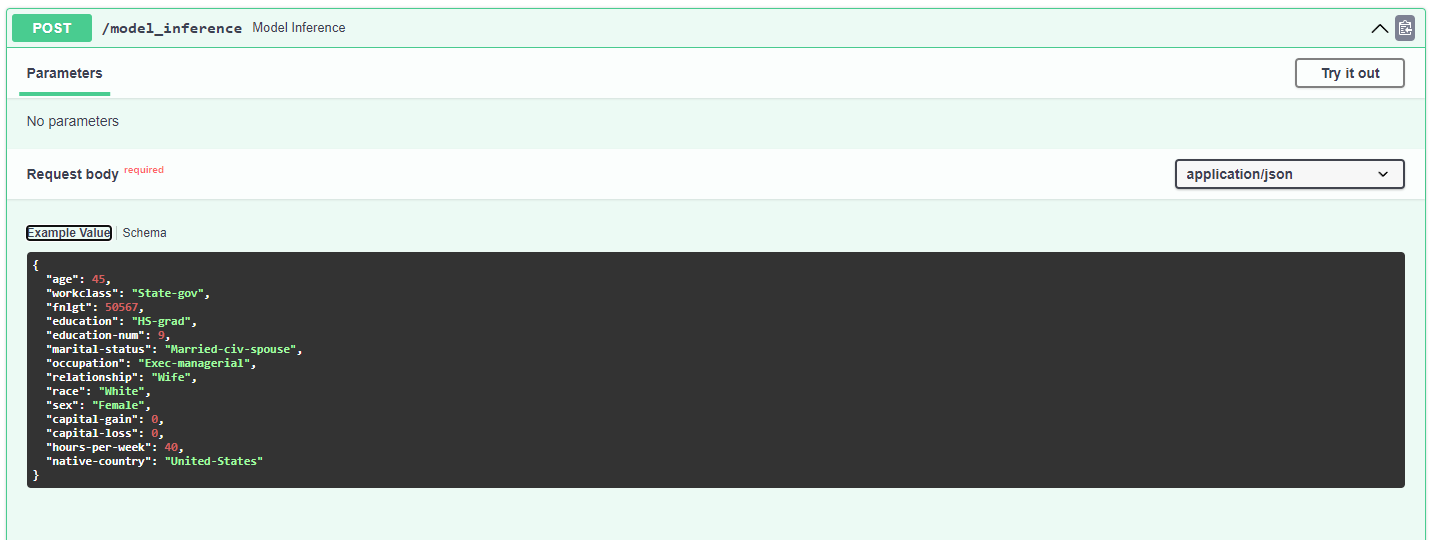 POST /model_inference Model Inference
Parameters
Try it out
No parameters
Request body required
application/json
Example Value | Schema
{
  "age": 45,
  "workclass": "State-gov",
  "fnlgt": 50567,
  "education": "HS-grad",
  "education-num": 9,
  "marital-status": "Married-civ-spouse",
  "occupation": "Exec-managerial",
  "relationship": "Wife",
  "race": "White",
  "sex": "Female",
  "capital-gain": 0,
  "capital-loss": 0,
  "hours-per-week": 40,
  "native-country": "United-States"
}